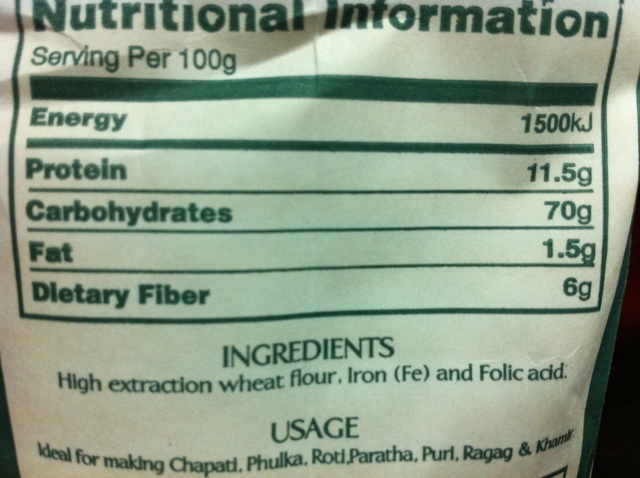 Nutritional Information
Serving Per 100g
Energy 1500kJ
Protein 11.5g
Carbohydrates 70g
Fat 1.5g
Dietary Fiber 6g
INGREDIENTS
High extraction wheat flour, Iron (Fe) and Folic acid.
USAGE
Ideal for making Chapati, Phulka, Roti,Paratha, Puri, Ragag & Khamir